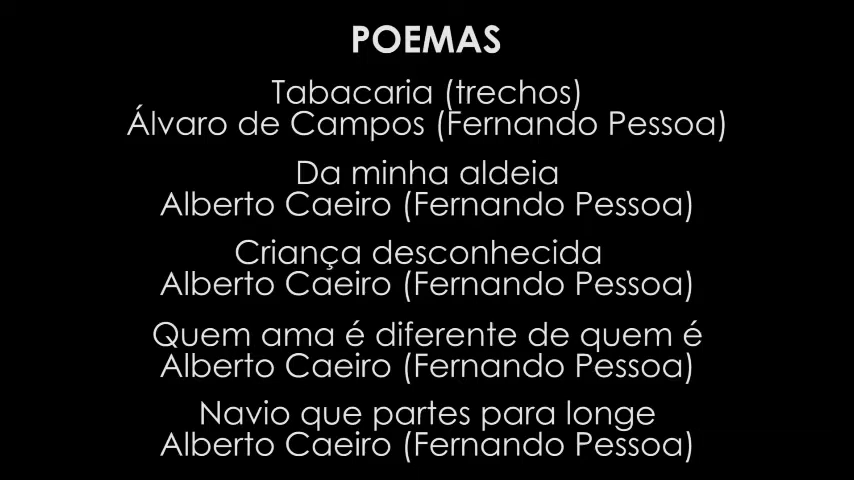 POEMAS
Tabacaria (trechos)
Álvaro de Campos (Fernando Pessoa)
Da minha aldeia
Alberto Caeiro (Fernando Pessoa)
Criança desconhecida
Alberto Caeiro (Fernando Pessoa)
Quem ama é diferente de quem é
Alberto Caeiro (Fernando Pessoa)
Navio que partes para longe
Alberto Caeiro (Fernando Pessoa)